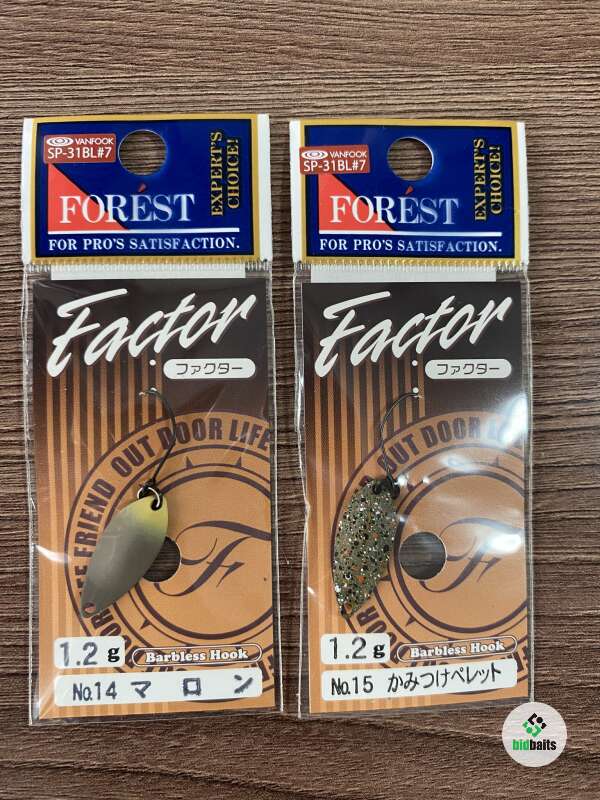 VANFOOK
SP-31BL#7
FORÉST
EXPERT'S
CHOICE!
FOR PRO'S SATISFACTION.
Factor
ファクター
FRIEND OUT DOOR LIFE
F
1.2g
Barbless Hook
No.14 マロン
VANFOOK
SP-31BL#7
FORÉST
EXPERT'S
CHOICE!
FOR PRO'S SATISFACTION.
Factor
ファクター
OUT DOOR LIFE
F
1.2g
Barbless Hook
No.15 かみつけペレット
bidbaits